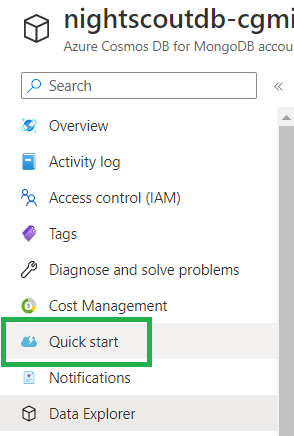 nightscoutdb-cgmi
Azure Cosmos DB for MongoDB accou
Search
Overview
Activity log
Access control (IAM)
Tags
Diagnose and solve problems
Cost Management
Quick start
Notifications
Data Explorer